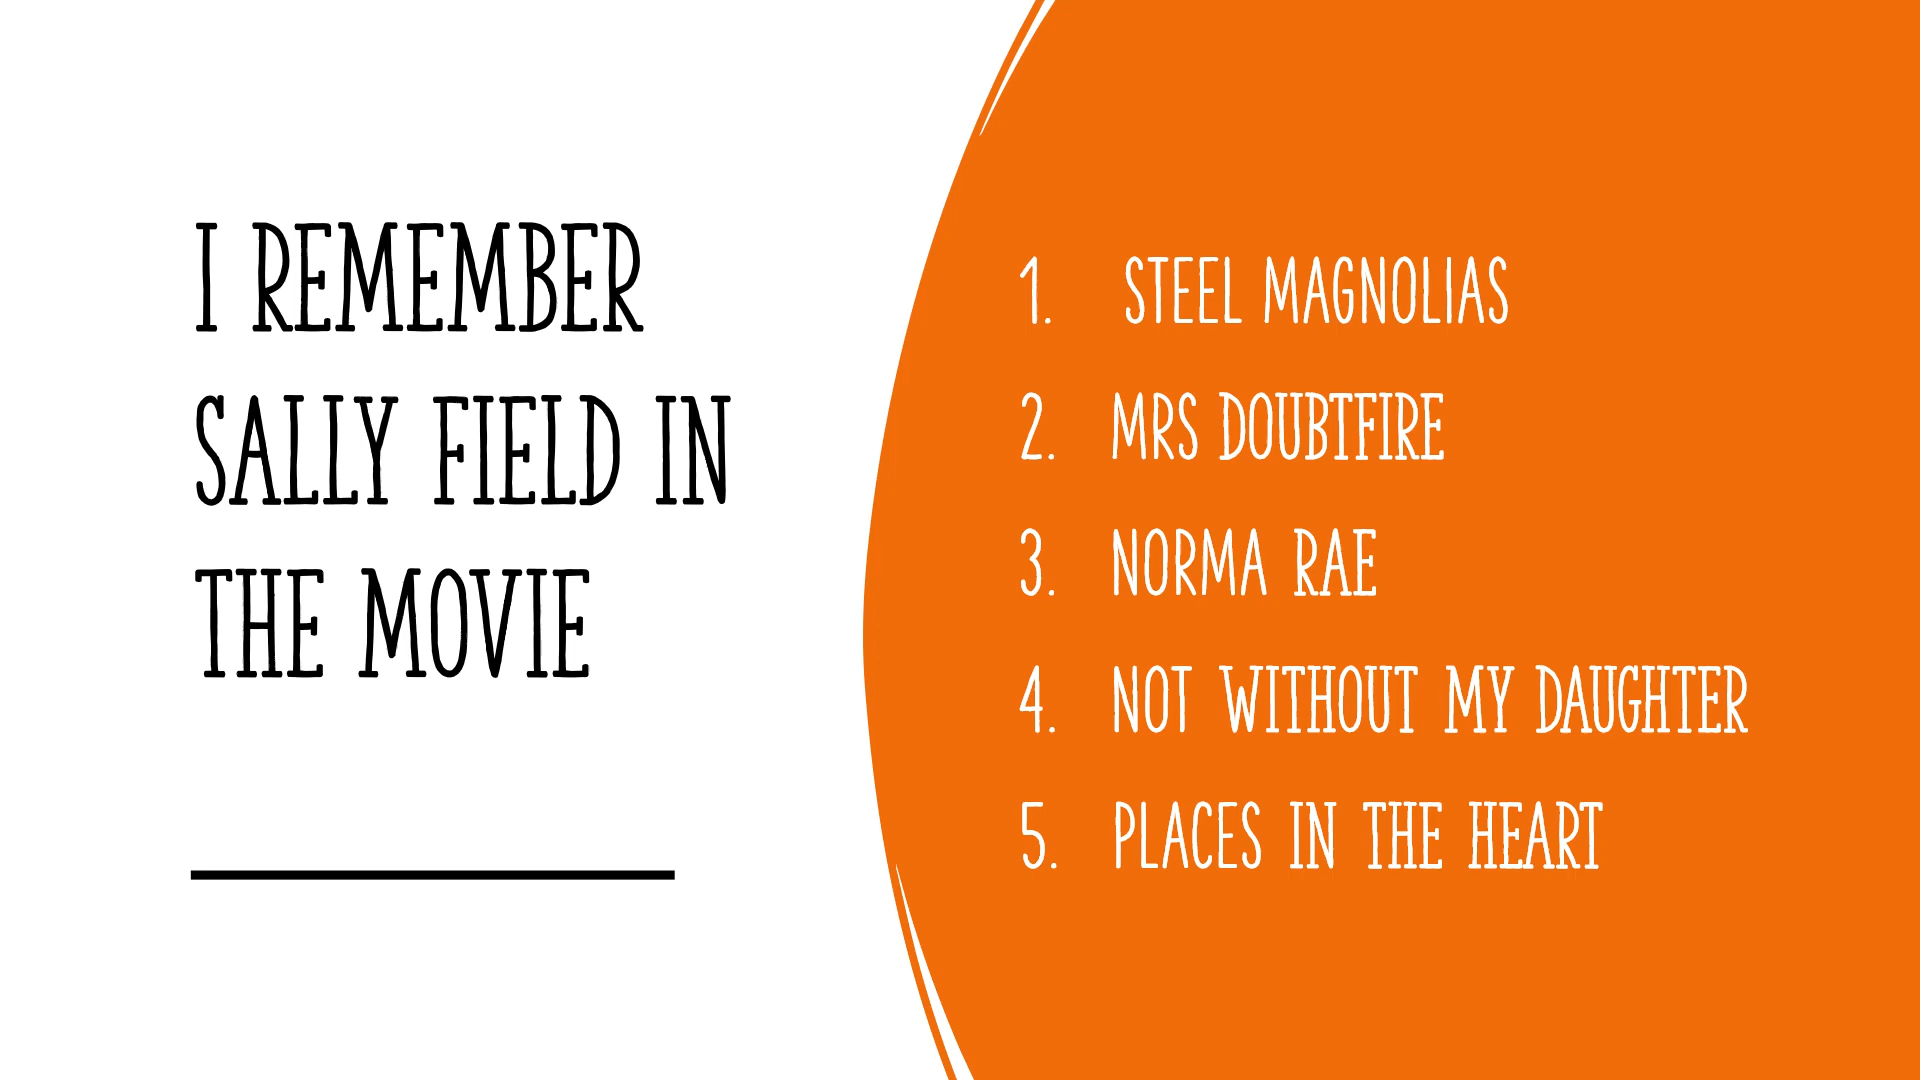 I REMEMBER
SALLY FIELD IN
THE MOVIE
1. STEEL MAGNOLIAS
2. MRS DOUBTFIRE
3. NORMA RAE
4. NOT WITHOUT MY DAUGHTER
5. PLACES IN THE HEART